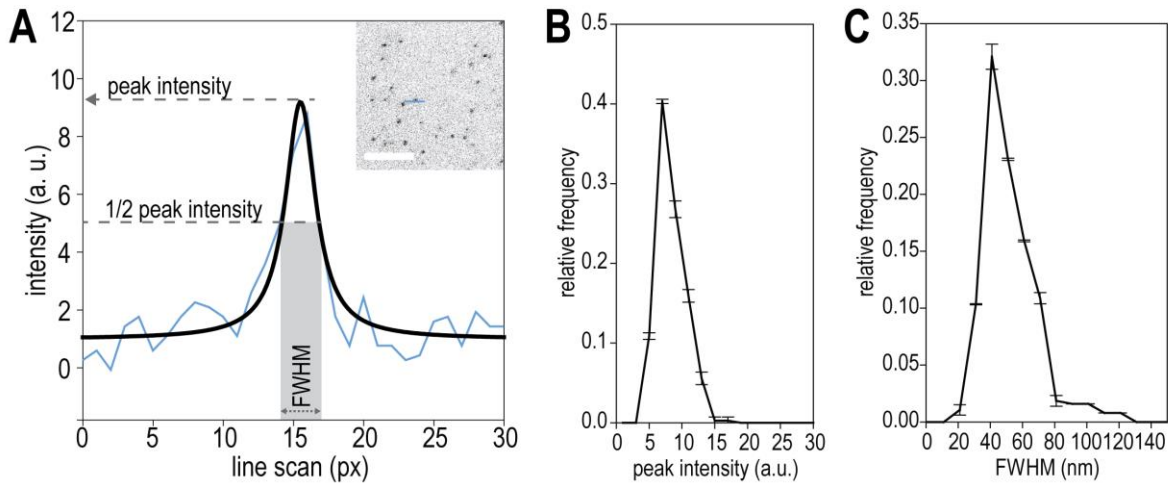 A
12
10
8
6
4
2
0
intensity (a. u.)
peak intensity
1/2 peak intensity
FWHM
0 5 10 15 20 25 30
line scan (px)
B
0.5
0.4
0.3
0.2
0.1
0.0
relative frequency
0 5 10 15 20 25 30
peak intensity (a.u.)
C
0.35
0.30
0.25
0.20
0.15
0.10
0.05
0.00
relative frequency
0 20 40 60 80 100 120 140
FWHM (nm)